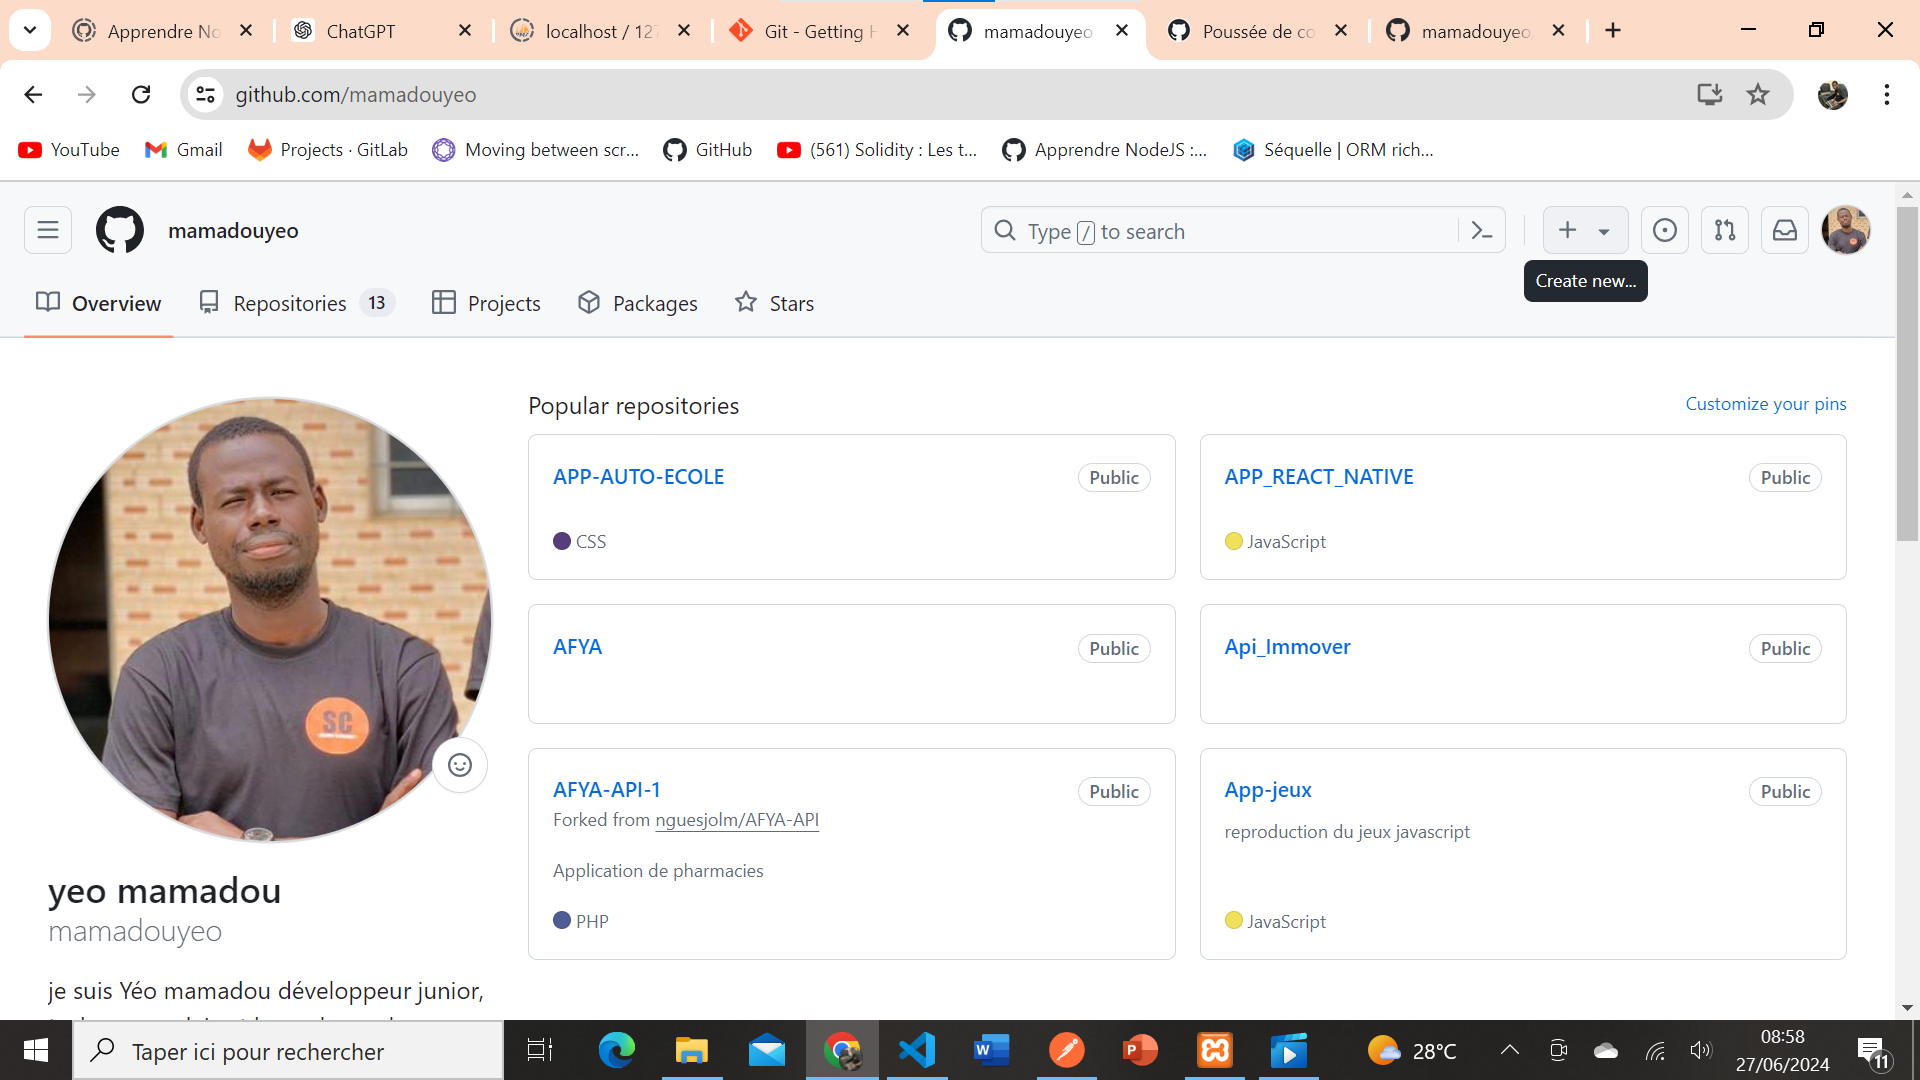 Apprendre No
ChatGPT
localhost / 127
Git - Getting H
mamadouyeo
Poussée de co
mamadouyeo
github.com/mamadouyeo
YouTube
Gmail
Projects · GitLab
Moving between scr...
GitHub
(561) Solidity : Les t...
Apprendre NodeJS :...
Séquelle | ORM rich...
mamadouyeo
Type / to search
Create new...
Overview
Repositories 13
Projects
Packages
Stars
Popular repositories
Customize your pins
APP-AUTO-ECOLE
Public
CSS
APP_REACT_NATIVE
Public
JavaScript
AFYA
Public
Api_Immover
Public
AFYA-API-1
Public
Forked from nguesjolm/AFYA-API
Application de pharmacies
PHP
App-jeux
Public
reproduction du jeux javascript
JavaScript
SC
yeo mamadou
mamadouyeo
je suis Yéo mamadou développeur junior,
Taper ici pour rechercher
28°C
08:58
27/06/2024
11